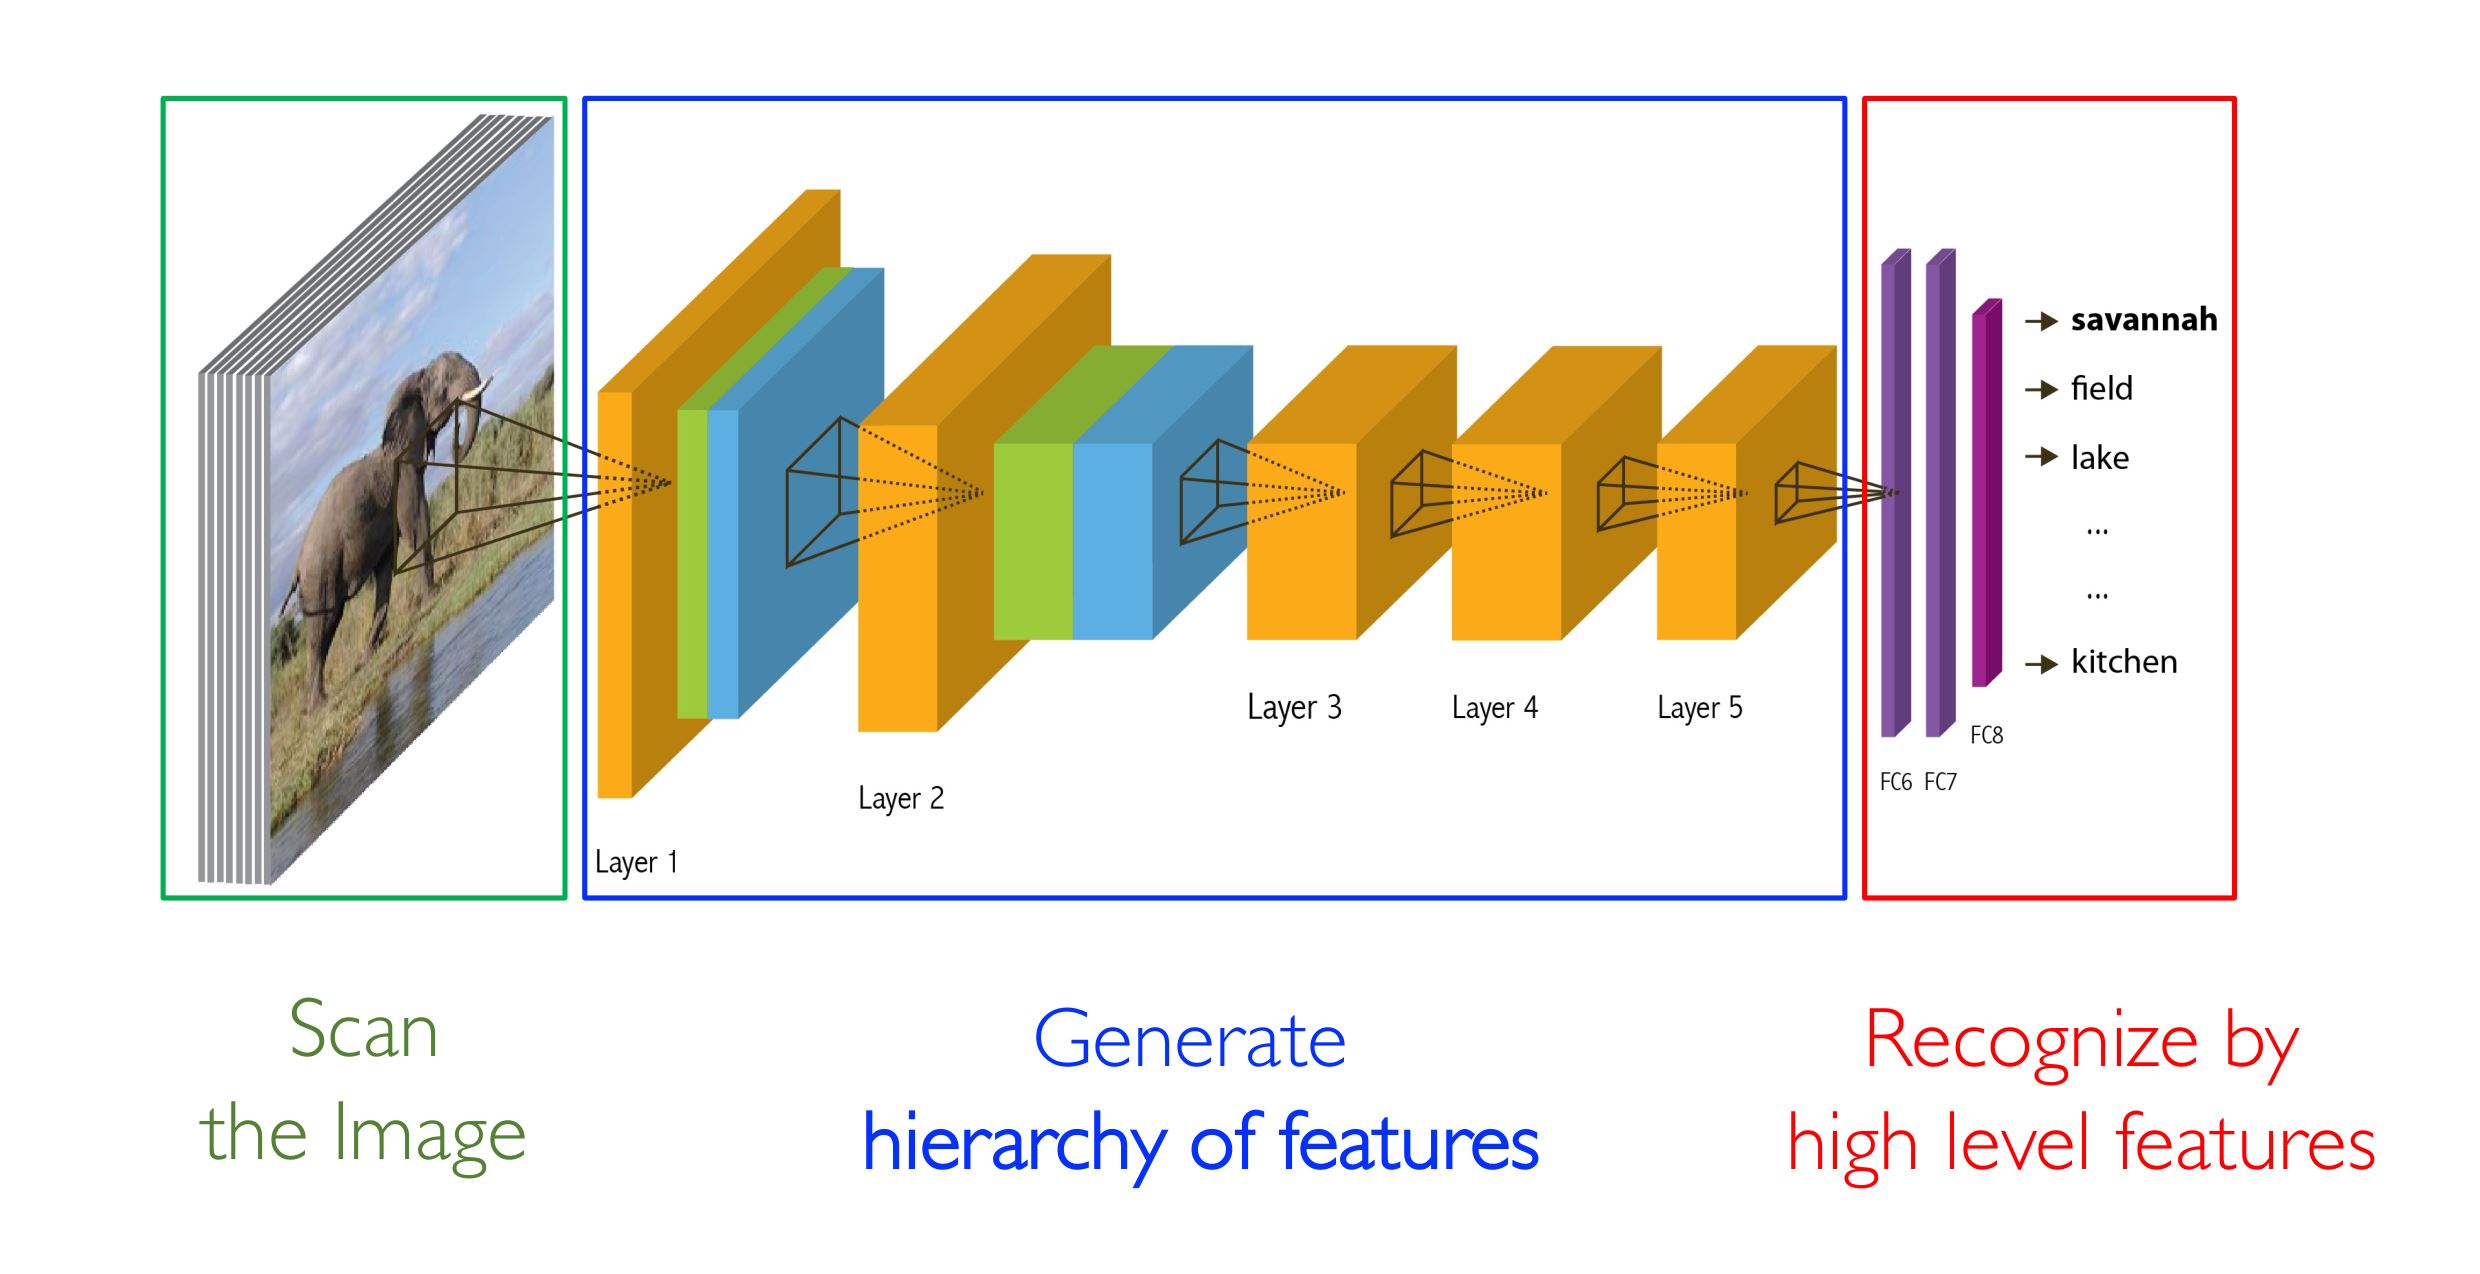 savannah
field
lake
...
...
kitchen
Layer 1
Layer 2
Layer 3
Layer 4
Layer 5
FC6
FC7
FC8
Scan
the Image
Generate
hierarchy of features
Recognize by
high level features